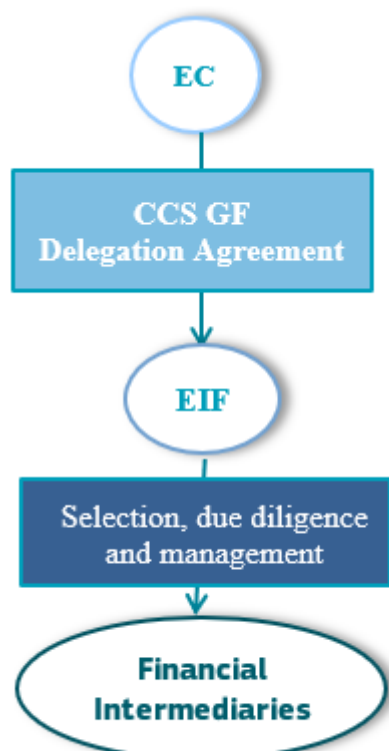 EC
CCS GF
Delegation Agreement
EIF
Selection, due diligence
and management
Financial
Intermediaries